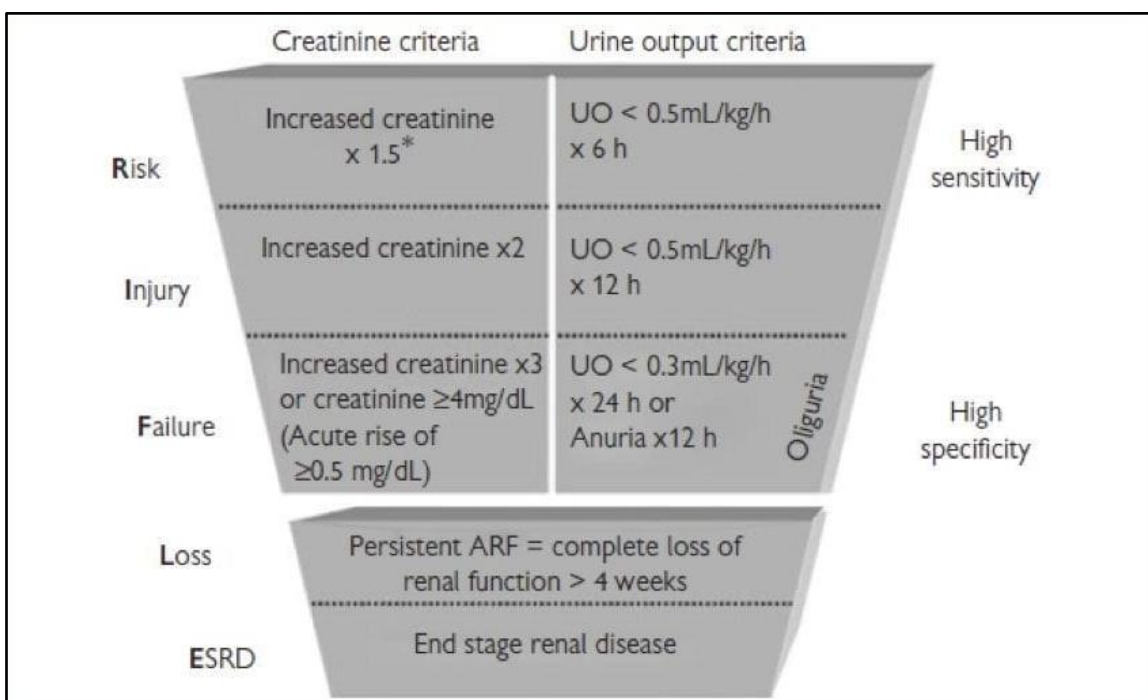 Creatinine criteria
Urine output criteria
Risk
Increased creatinine
x 1.5*
UO < 0.5mL/kg/h
x 6 h
High
sensitivity
Injury
Increased creatinine x2
UO < 0.5mL/kg/h
x 12 h
Failure
Increased creatinine x3
or creatinine ≥4mg/dL
(Acute rise of
≥0.5 mg/dL)
UO < 0.3mL/kg/h
x 24 h or
Anuria x12 h
Oliguria
High
specificity
Loss
Persistent ARF = complete loss of
renal function > 4 weeks
ESRD
End stage renal disease